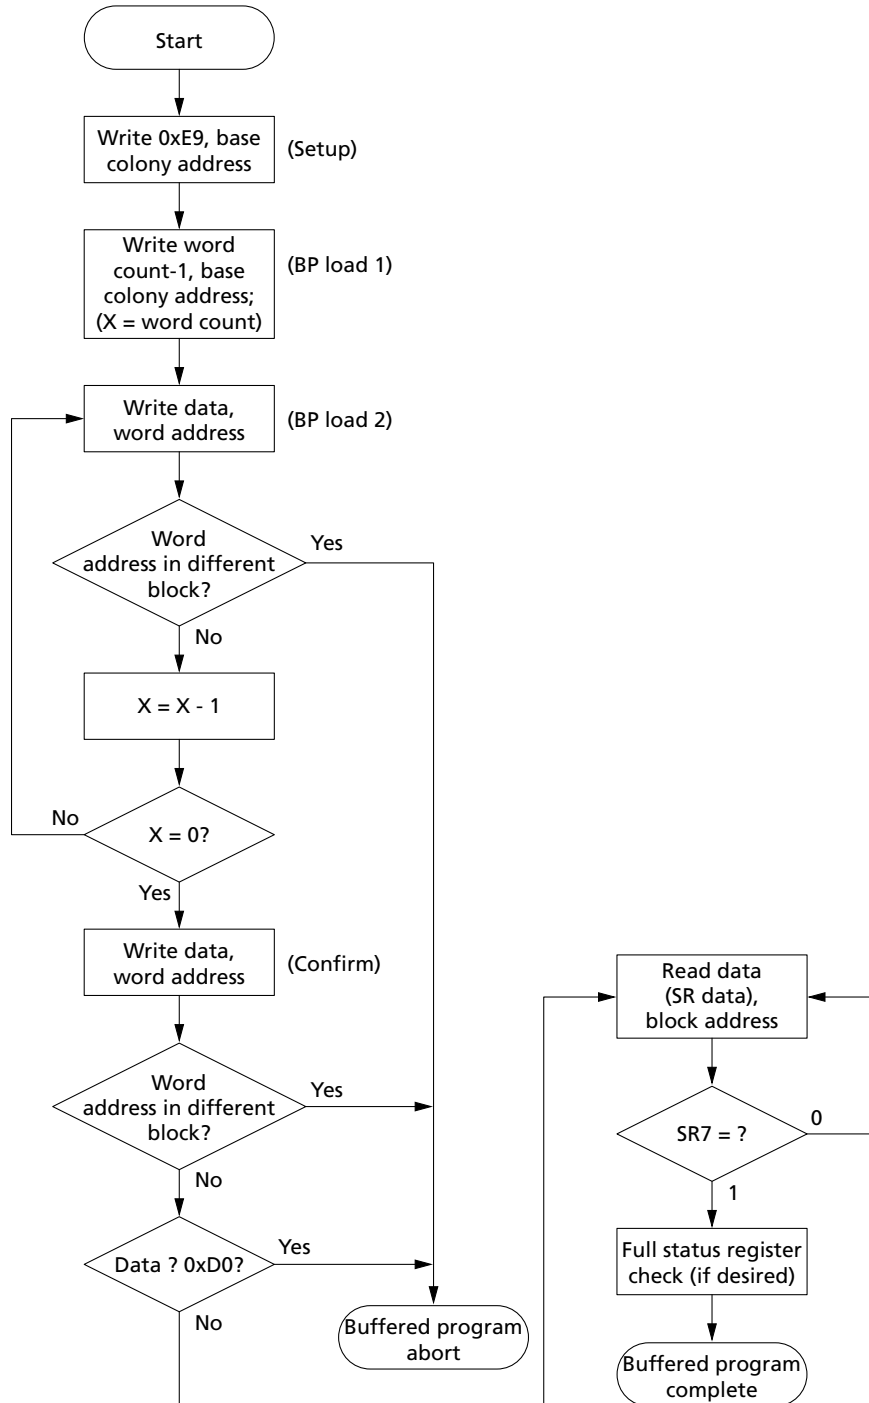 Start
Write 0xE9, base
colony address
(Setup)
Write word
count-1, base
colony address;
(X = word count)
(BP load 1)
Write data,
word address
(BP load 2)
Word
address in different
block?
Yes
No
X = X - 1
No
X = 0?
Yes
Write data,
word address
(Confirm)
Word
address in different
block?
Yes
No
Data ? 0xD0?
Yes
No
Buffered program
abort
Read data
(SR data),
block address
SR7 = ?
0
1
Full status register
check (if desired)
Buffered program
complete